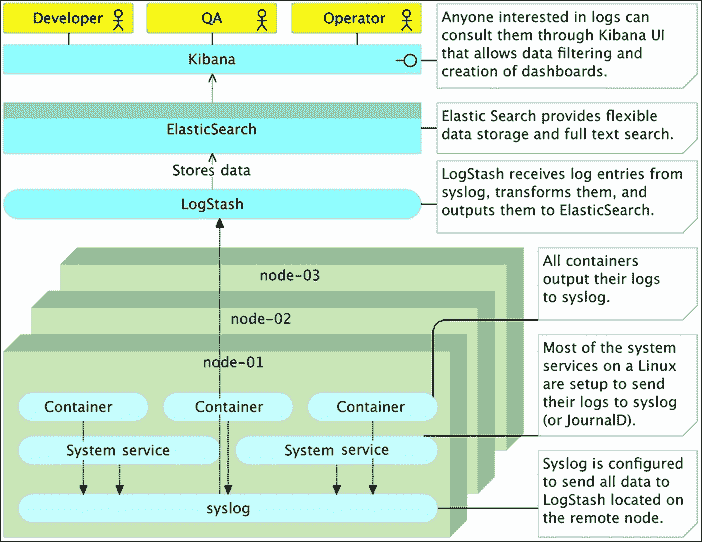 Developer
QA
Operator
Kibana
Anyone interested in logs can
consult them through Kibana UI
that allows data filtering and
creation of dashboards.
ElasticSearch
Elastic Search provides flexible
data storage and full text search.
Stores data
LogStash
LogStash receives log entries from
syslog, transforms them, and
outputs them to ElasticSearch.
node-03
node-02
node-01
All containers
output their logs
to syslog.
Container
Container
Container
System service
System service
Most of the system
services on a Linux
are setup to send
their logs to syslog
(or JournalD).
syslog
Syslog is configured
to send all data to
LogStash located on
the remote node.